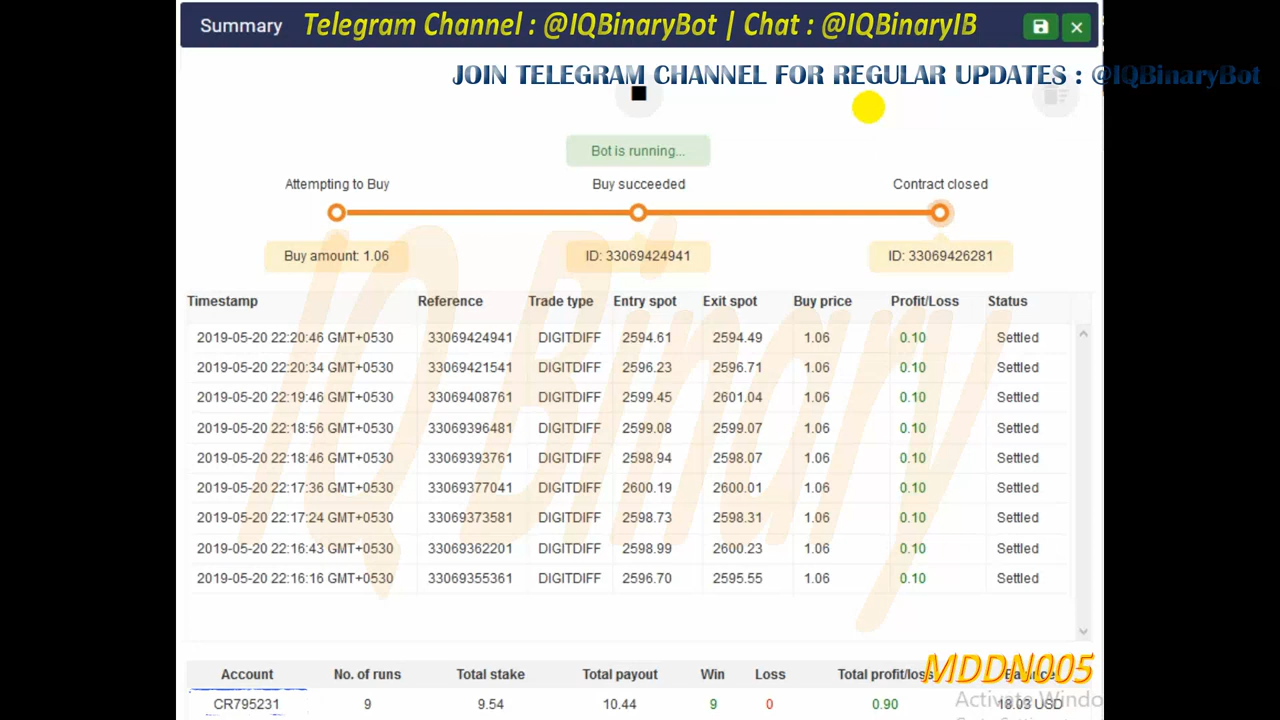 Summary
Telegram Channel : @IQBinaryBot | Chat : @IQBinaryIB
JOIN TELEGRAM CHANNEL FOR REGULAR UPDATES : @IQBinaryBot
Bot is running...
Attempting to Buy Buy succeeded Contract closed
Buy amount: 1.06 ID: 33069424941 ID: 33069426281
Timestamp Reference Trade type Entry spot Exit spot Buy price Profit/Loss Status
2019-05-20 22:20:46 GMT+0530 33069424941 DIGITDIFF 2594.61 2594.49 1.06 0.10 Settled
2019-05-20 22:20:34 GMT+0530 33069421541 DIGITDIFF 2596.23 2596.71 1.06 0.10 Settled
2019-05-20 22:19:46 GMT+0530 33069408761 DIGITDIFF 2599.45 2601.04 1.06 0.10 Settled
2019-05-20 22:18:56 GMT+0530 33069396481 DIGITDIFF 2599.08 2599.07 1.06 0.10 Settled
2019-05-20 22:18:46 GMT+0530 33069393761 DIGITDIFF 2598.94 2598.07 1.06 0.10 Settled
2019-05-20 22:17:36 GMT+0530 33069377041 DIGITDIFF 2600.19 2600.01 1.06 0.10 Settled
2019-05-20 22:17:24 GMT+0530 33069373581 DIGITDIFF 2598.73 2598.31 1.06 0.10 Settled
2019-05-20 22:16:43 GMT+0530 33069362201 DIGITDIFF 2598.99 2600.23 1.06 0.10 Settled
2019-05-20 22:16:16 GMT+0530 33069355361 DIGITDIFF 2596.70 2595.55 1.06 0.10 Settled
IQ Binary
MDDN005
Account No. of runs Total stake Total payout Win Loss Total profit/loss
CR795231 9 9.54 10.44 9 0 0.90 18.03 USD
Activate Windo